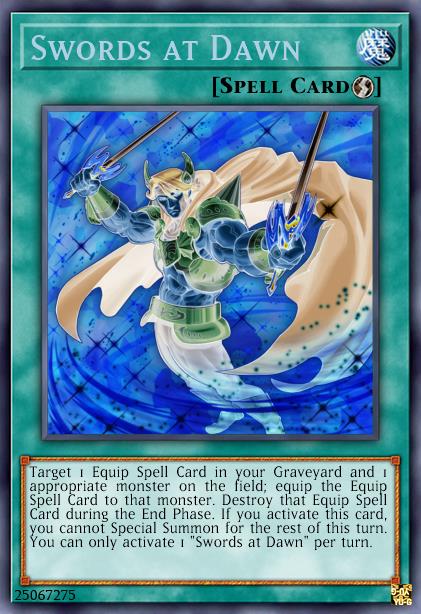 Swords at Dawn
魔
[Spell Card]
Target 1 Equip Spell Card in your Graveyard and 1
appropriate monster on the field; equip the Equip
Spell Card to that monster. Destroy that Equip Spell
Card during the End Phase. If you activate this card,
you cannot Special Summon for the rest of this turn.
You can only activate 1 "Swords at Dawn" per turn.
25067275